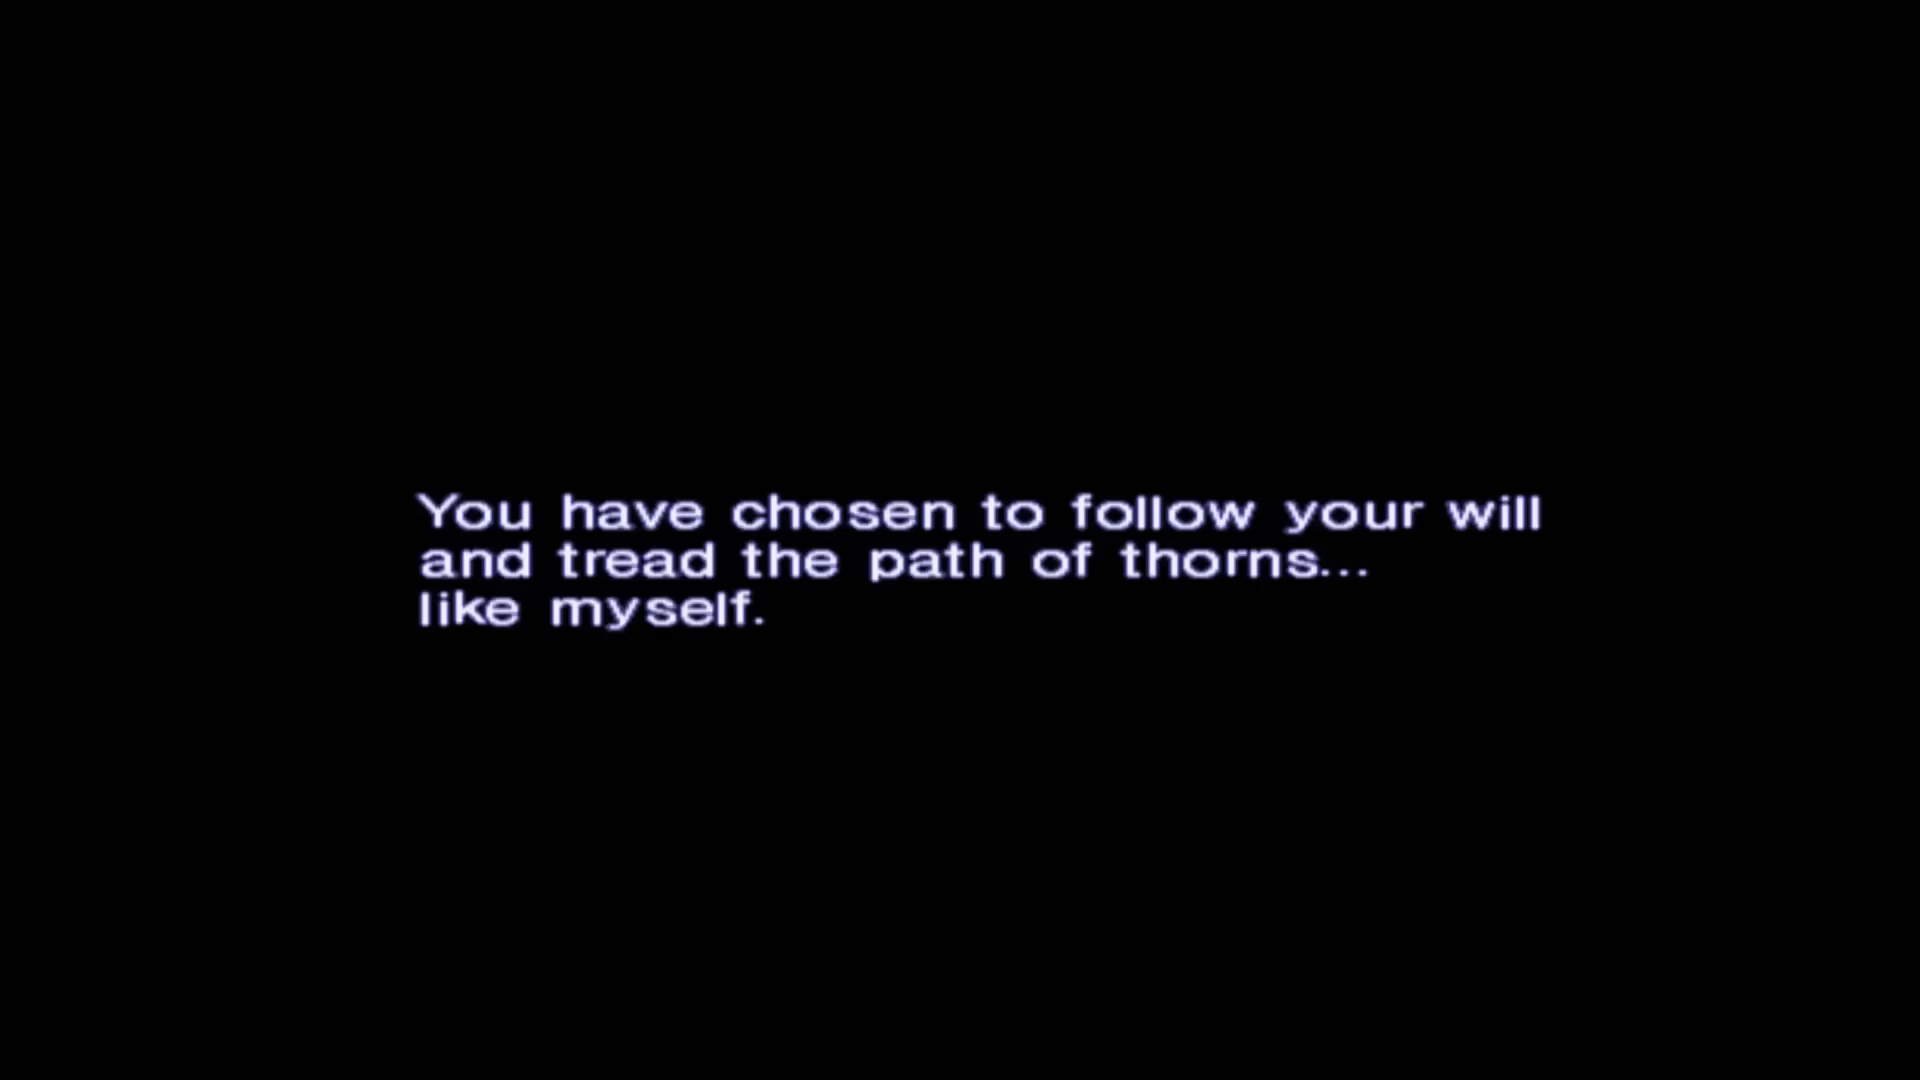 You have chosen to follow your will
and tread the path of thorns...
like myself.